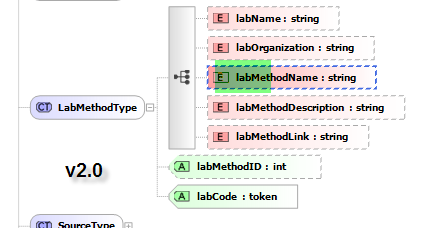 E labName : string
E labOrganization : string
E labMethodName : string
CT LabMethodType
E labMethodDescription : string
E labMethodLink : string
v2.0
A labMethodID : int
A labCode : token
CT SourceType